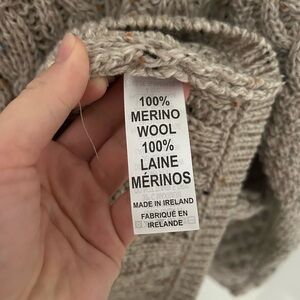 100%
MERINO
WOOL
100%
LAINE
MÉRINOS
MADE IN IRELAND
FABRIQUÉ EN
IRELANDE